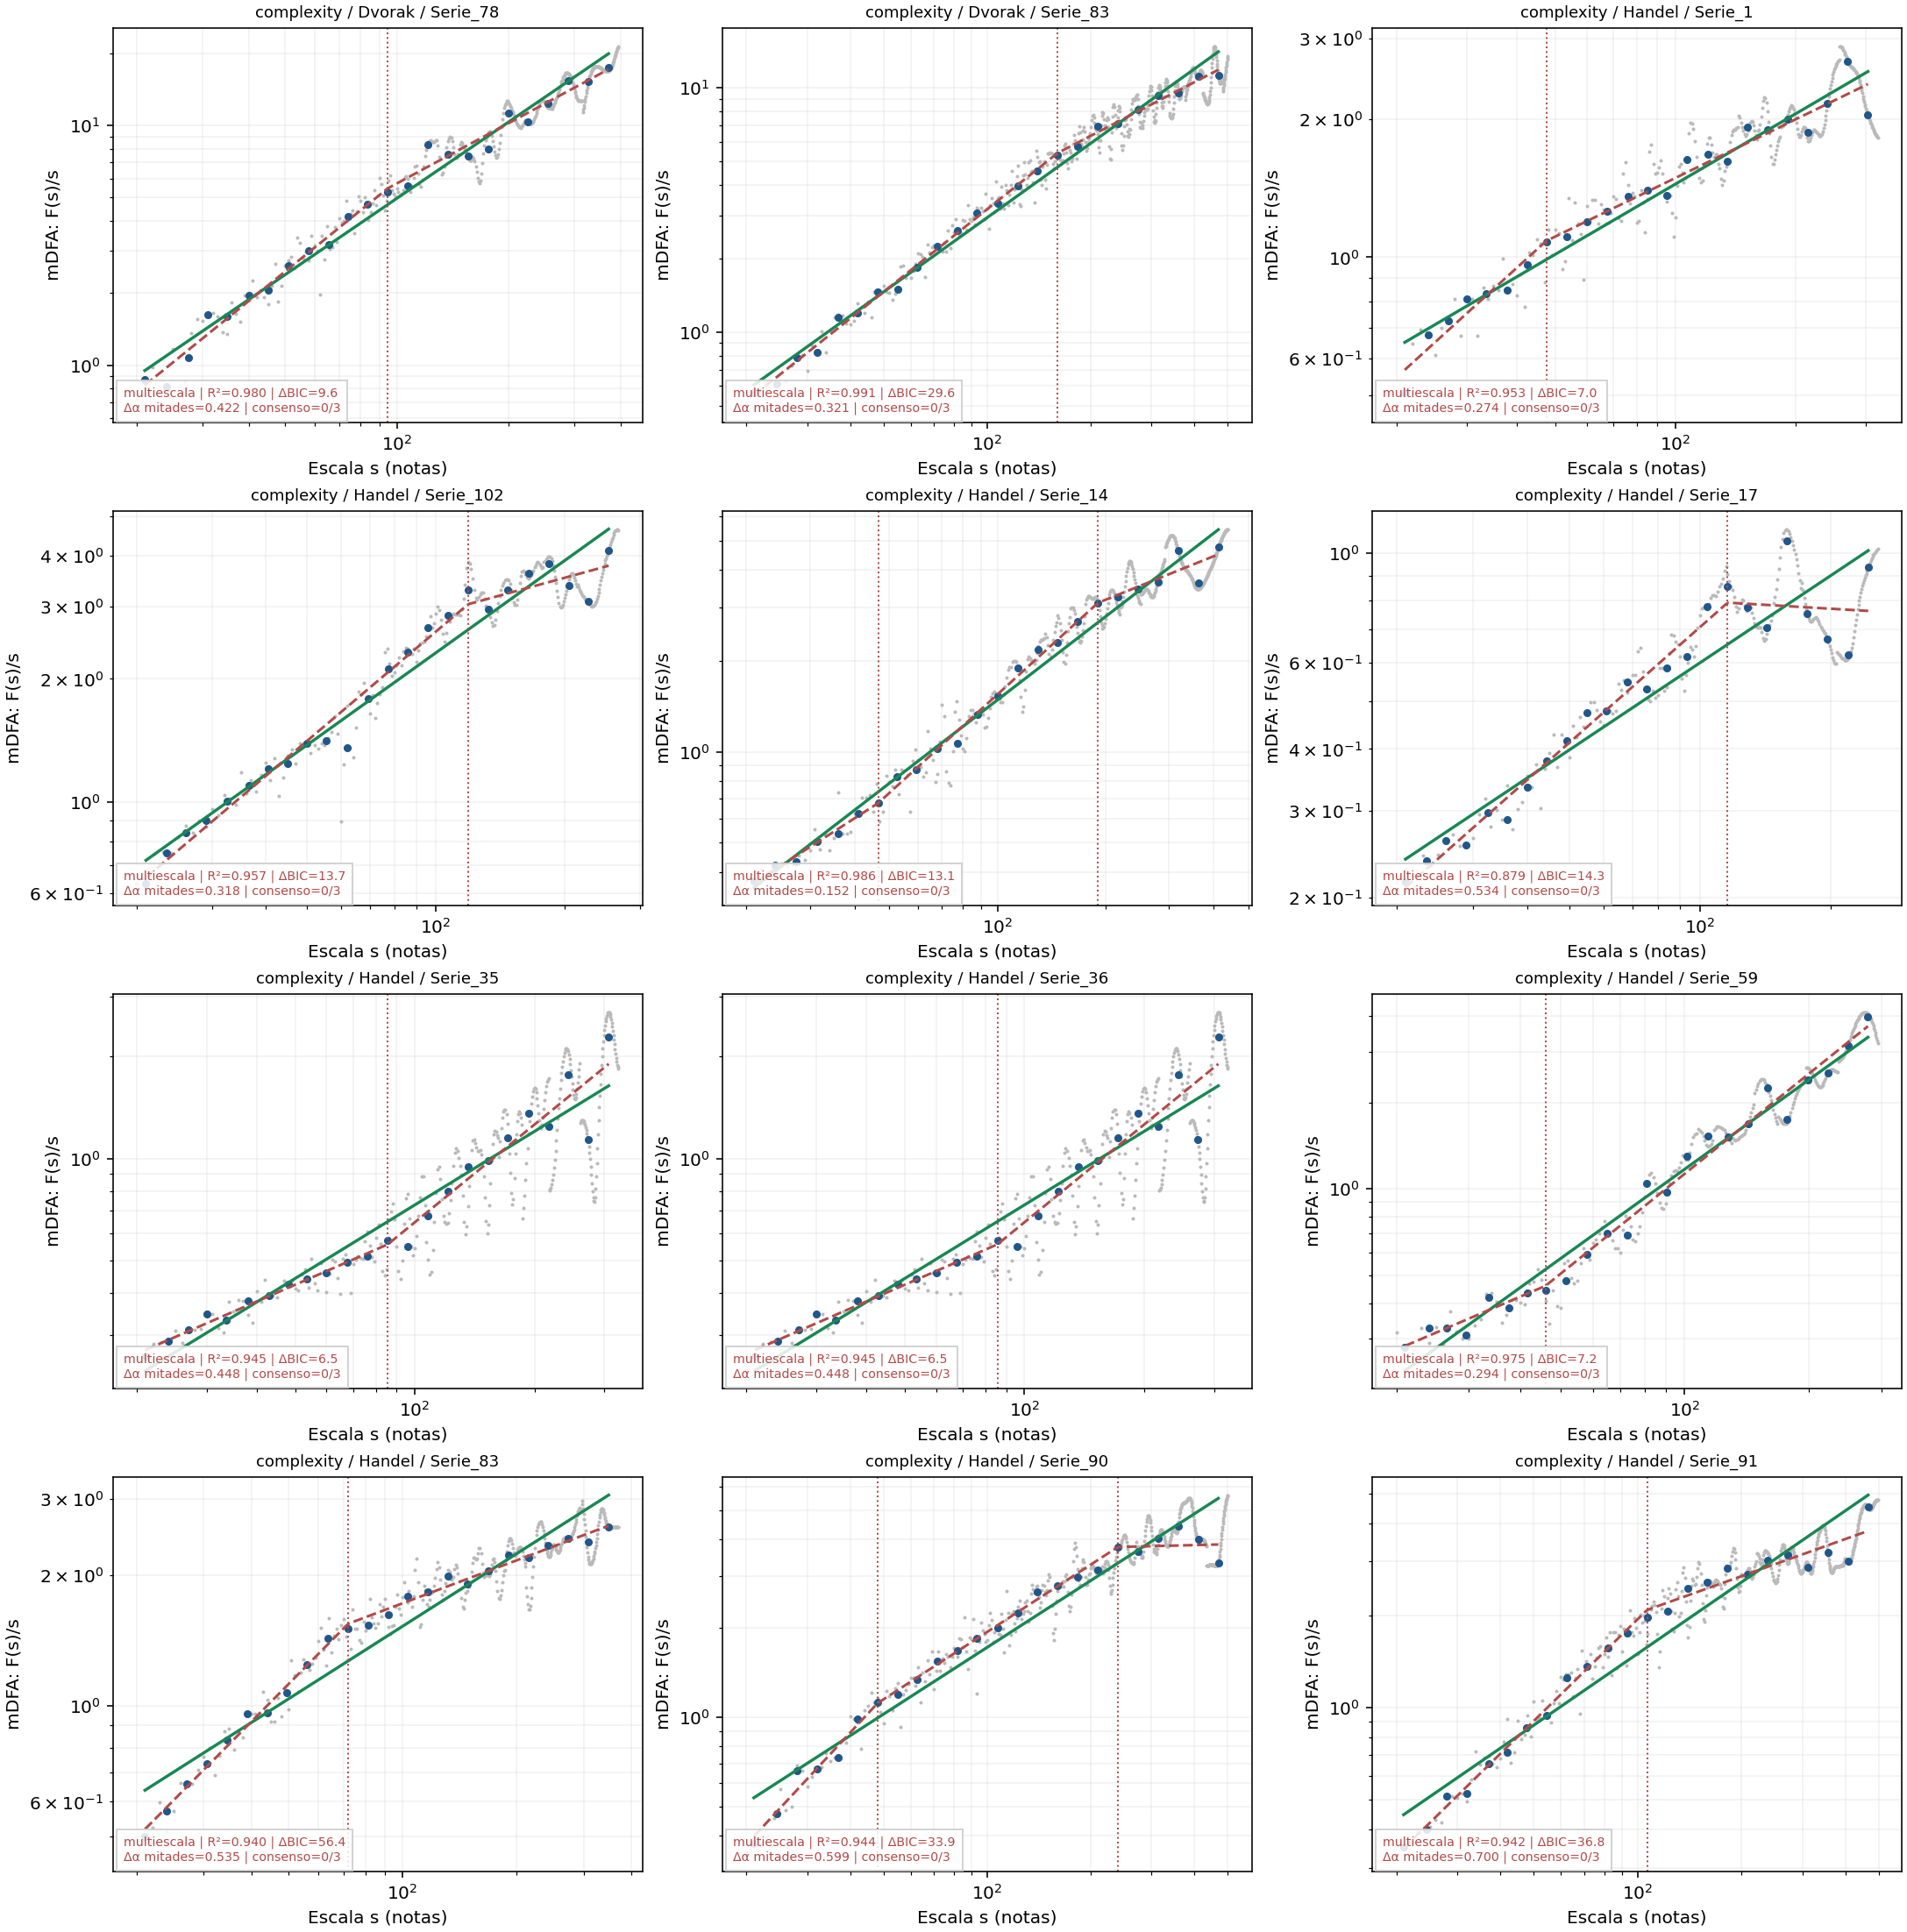 complexity / Dvorak / Serie_78
mDFA: F(s)/s
10¹
10⁰
multiescala | R²=0.980 | ΔBIC=9.6
Δα mitades=0.422 | consenso=0/3
10²
Escala s (notas)
complexity / Dvorak / Serie_83
mDFA: F(s)/s
10¹
10⁰
multiescala | R²=0.991 | ΔBIC=29.6
Δα mitades=0.321 | consenso=0/3
10²
Escala s (notas)
complexity / Handel / Serie_1
mDFA: F(s)/s
3 × 10⁰
2 × 10⁰
10⁰
6 × 10⁻¹
multiescala | R²=0.953 | ΔBIC=7.0
Δα mitades=0.274 | consenso=0/3
10²
Escala s (notas)
complexity / Handel / Serie_102
mDFA: F(s)/s
4 × 10⁰
3 × 10⁰
2 × 10⁰
10⁰
6 × 10⁻¹
multiescala | R²=0.957 | ΔBIC=13.7
Δα mitades=0.318 | consenso=0/3
10²
Escala s (notas)
complexity / Handel / Serie_14
mDFA: F(s)/s
10⁰
multiescala | R²=0.986 | ΔBIC=13.1
Δα mitades=0.152 | consenso=0/3
10²
Escala s (notas)
complexity / Handel / Serie_17
mDFA: F(s)/s
10⁰
6 × 10⁻¹
4 × 10⁻¹
3 × 10⁻¹
2 × 10⁻¹
multiescala | R²=0.879 | ΔBIC=14.3
Δα mitades=0.534 | consenso=0/3
10²
Escala s (notas)
complexity / Handel / Serie_35
mDFA: F(s)/s
10⁰
multiescala | R²=0.945 | ΔBIC=6.5
Δα mitades=0.448 | consenso=0/3
10²
Escala s (notas)
complexity / Handel / Serie_36
mDFA: F(s)/s
10⁰
multiescala | R²=0.945 | ΔBIC=6.5
Δα mitades=0.448 | consenso=0/3
10²
Escala s (notas)
complexity / Handel / Serie_59
mDFA: F(s)/s
10⁰
multiescala | R²=0.975 | ΔBIC=7.2
Δα mitades=0.294 | consenso=0/3
10²
Escala s (notas)
complexity / Handel / Serie_83
mDFA: F(s)/s
3 × 10⁰
2 × 10⁰
10⁰
6 × 10⁻¹
multiescala | R²=0.940 | ΔBIC=56.4
Δα mitades=0.535 | consenso=0/3
10²
Escala s (notas)
complexity / Handel / Serie_90
mDFA: F(s)/s
10⁰
multiescala | R²=0.944 | ΔBIC=33.9
Δα mitades=0.599 | consenso=0/3
10²
Escala s (notas)
complexity / Handel / Serie_91
mDFA: F(s)/s
10⁰
multiescala | R²=0.942 | ΔBIC=36.8
Δα mitades=0.700 | consenso=0/3
10²
Escala s (notas)